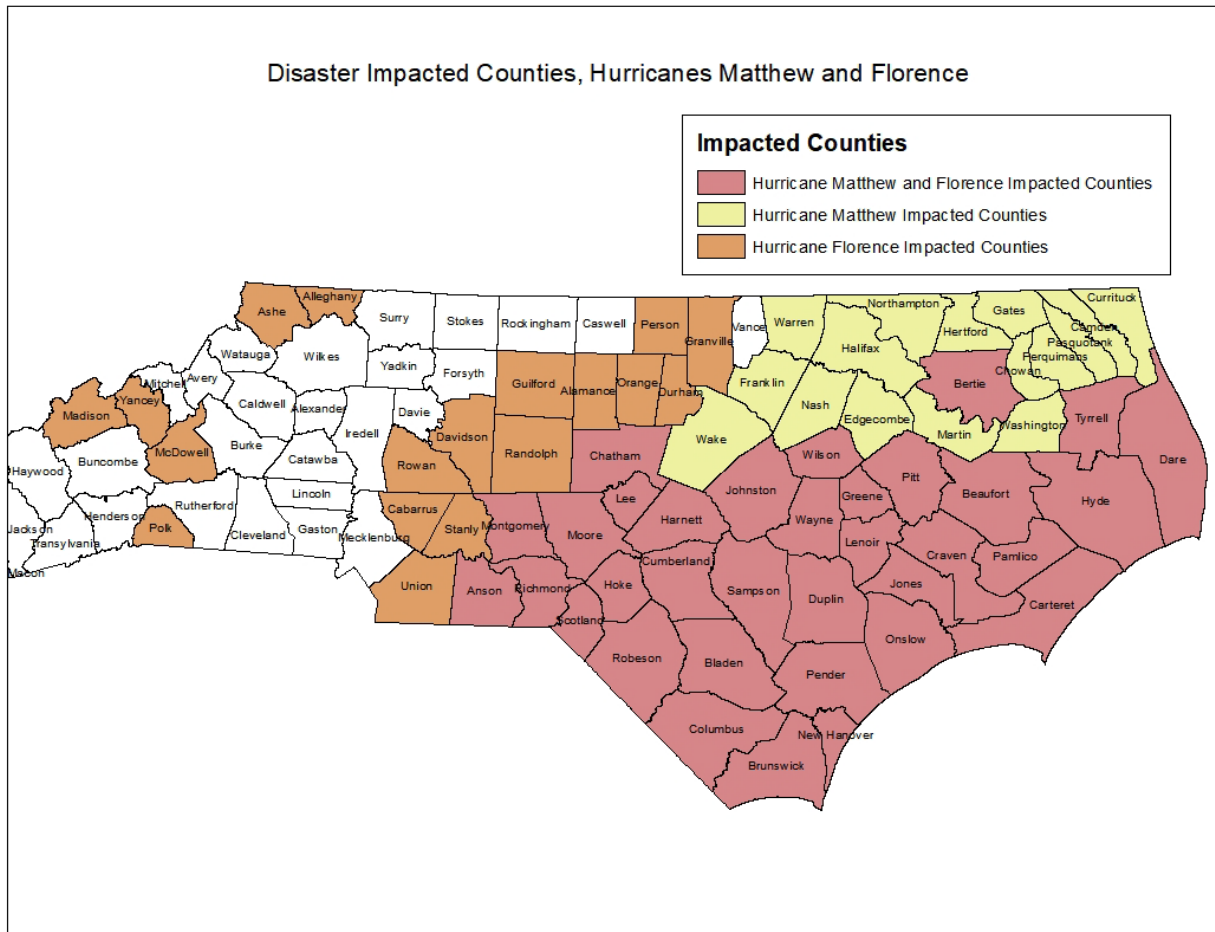 Disaster Impacted Counties, Hurricanes Matthew and Florence
Impacted Counties
Hurricane Matthew and Florence Impacted Counties
Hurricane Matthew Impacted Counties
Hurricane Florence Impacted Counties
Ashe
Alleghany
Surry
Stokes
Rockingham
Caswell
Person
Granville
Vance
Warren
Northampton
Gates
Currituck
Camden
Pasquotank
Perquimans
Chowan
Hertford
Halifax
Bertie
Watauga
Wilkes
Yadkin
Forsyth
Guilford
Alamance
Orange
Durham
Franklin
Nash
Edgecombe
Martin
Washington
Tyrrell
Dare
Mitchell
Avery
Caldwell
Alexander
Davie
Iredell
Madison
Yancey
McDowell
Burke
Catawba
Rowan
Davidson
Randolph
Chatham
Wake
Wilson
Pitt
Beaufort
Hyde
Haywood
Buncombe
Rutherford
Lincoln
Cabarrus
Stanly
Montgomery
Moore
Lee
Harnett
Johnston
Wayne
Greene
Lenoir
Craven
Pamlico
Jackson
Henderson
Transylvania
Polk
Cleveland
Gaston
Mecklenburg
Macon
Union
Anson
Richmond
Scotland
Hoke
Cumberland
Sampson
Duplin
Jones
Carteret
Onslow
Robeson
Bladen
Pender
Columbus
New Hanover
Brunswick